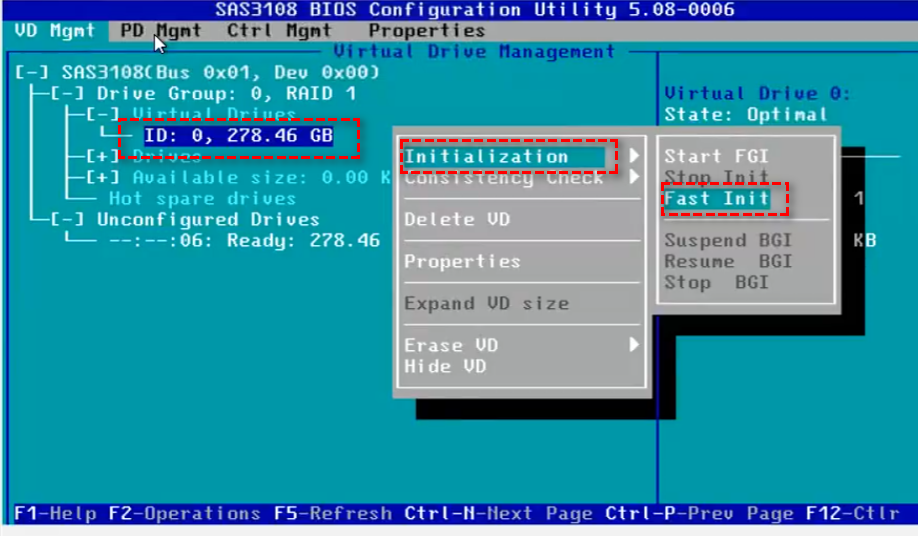 SAS3108 BIOS Configuration Utility 5.08-0006
VD Mgmt PD Mgmt Ctrl Mgmt Properties
Virtual Drive Management
[-] SAS3108(Bus 0x01, Dev 0x00)
[-] Drive Group: 0, RAID 1
[-] Virtual Drives
ID: 0, 278.46 GB
[+] Drives
[+] Available size: 0.00 K
Hot spare drives
[-] Unconfigured Drives
--:--:06: Ready: 278.46
Initialization
Consistency Check
Delete VD
Properties
Expand VD size
Erase VD
Hide VD
Virtual Drive 0:
State: Optimal
Start FGI
Stop Init
Fast Init
Suspend BGI
Resume BGI
Stop BGI
1
KB
F1-Help F2-Operations F5-Refresh Ctrl-N-Next Page Ctrl-P-Prev Page F12-Ctlr